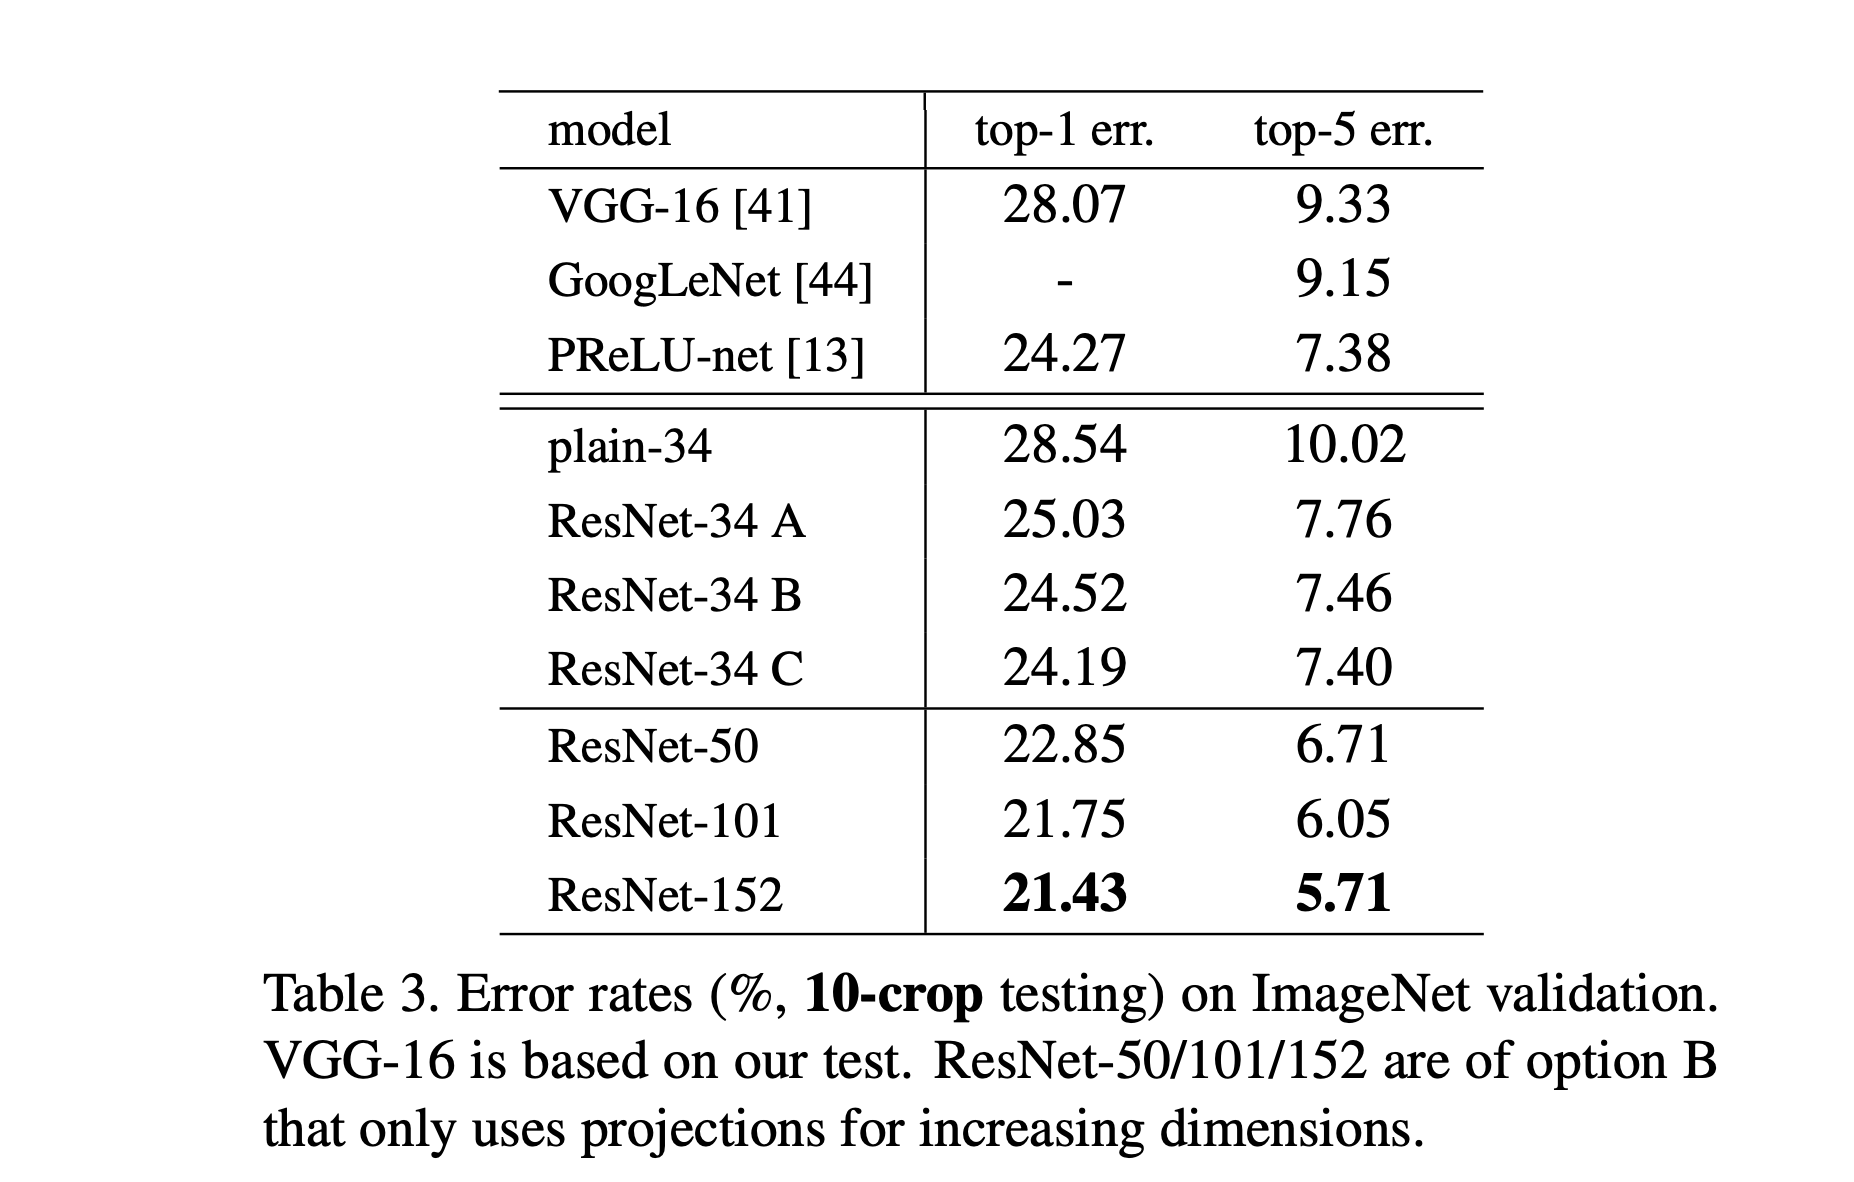 model top-1 err. top-5 err.
VGG-16 [41] 28.07 9.33
GoogLeNet [44] - 9.15
PReLU-net [13] 24.27 7.38
plain-34 28.54 10.02
ResNet-34 A 25.03 7.76
ResNet-34 B 24.52 7.46
ResNet-34 C 24.19 7.40
ResNet-50 22.85 6.71
ResNet-101 21.75 6.05
ResNet-152 21.43 5.71
Table 3. Error rates (%, 10-crop testing) on ImageNet validation.
VGG-16 is based on our test. ResNet-50/101/152 are of option B
that only uses projections for increasing dimensions.